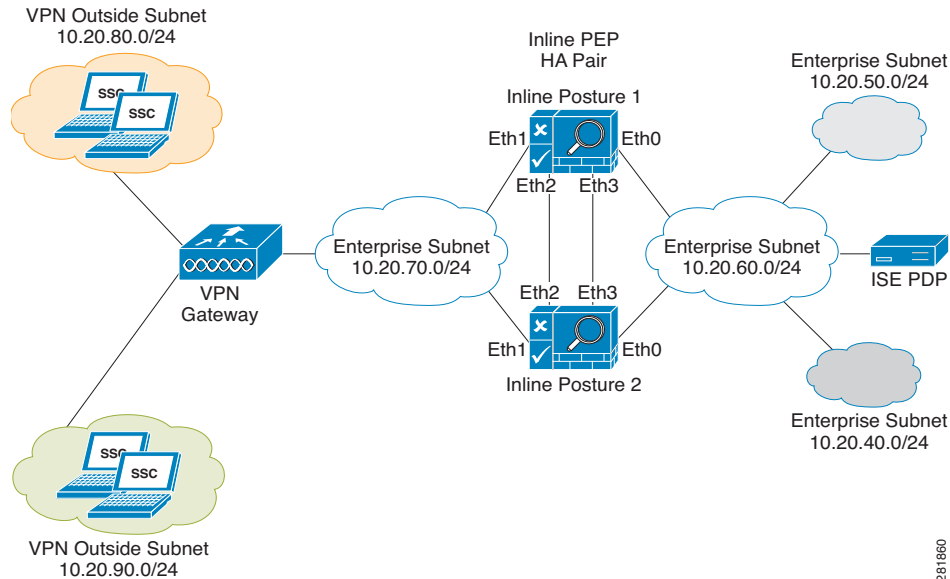 VPN Outside Subnet
10.20.80.0/24
SSC
SSC
Inline PEP
HA Pair
Inline Posture 1
Eth1
Eth0
Eth2
Eth3
Enterprise Subnet
10.20.50.0/24
Enterprise Subnet
10.20.70.0/24
Enterprise Subnet
10.20.60.0/24
VPN
Gateway
ISE PDP
Eth2
Eth3
Eth1
Eth0
Inline Posture 2
Enterprise Subnet
10.20.40.0/24
SSC
SSC
VPN Outside Subnet
10.20.90.0/24
281860